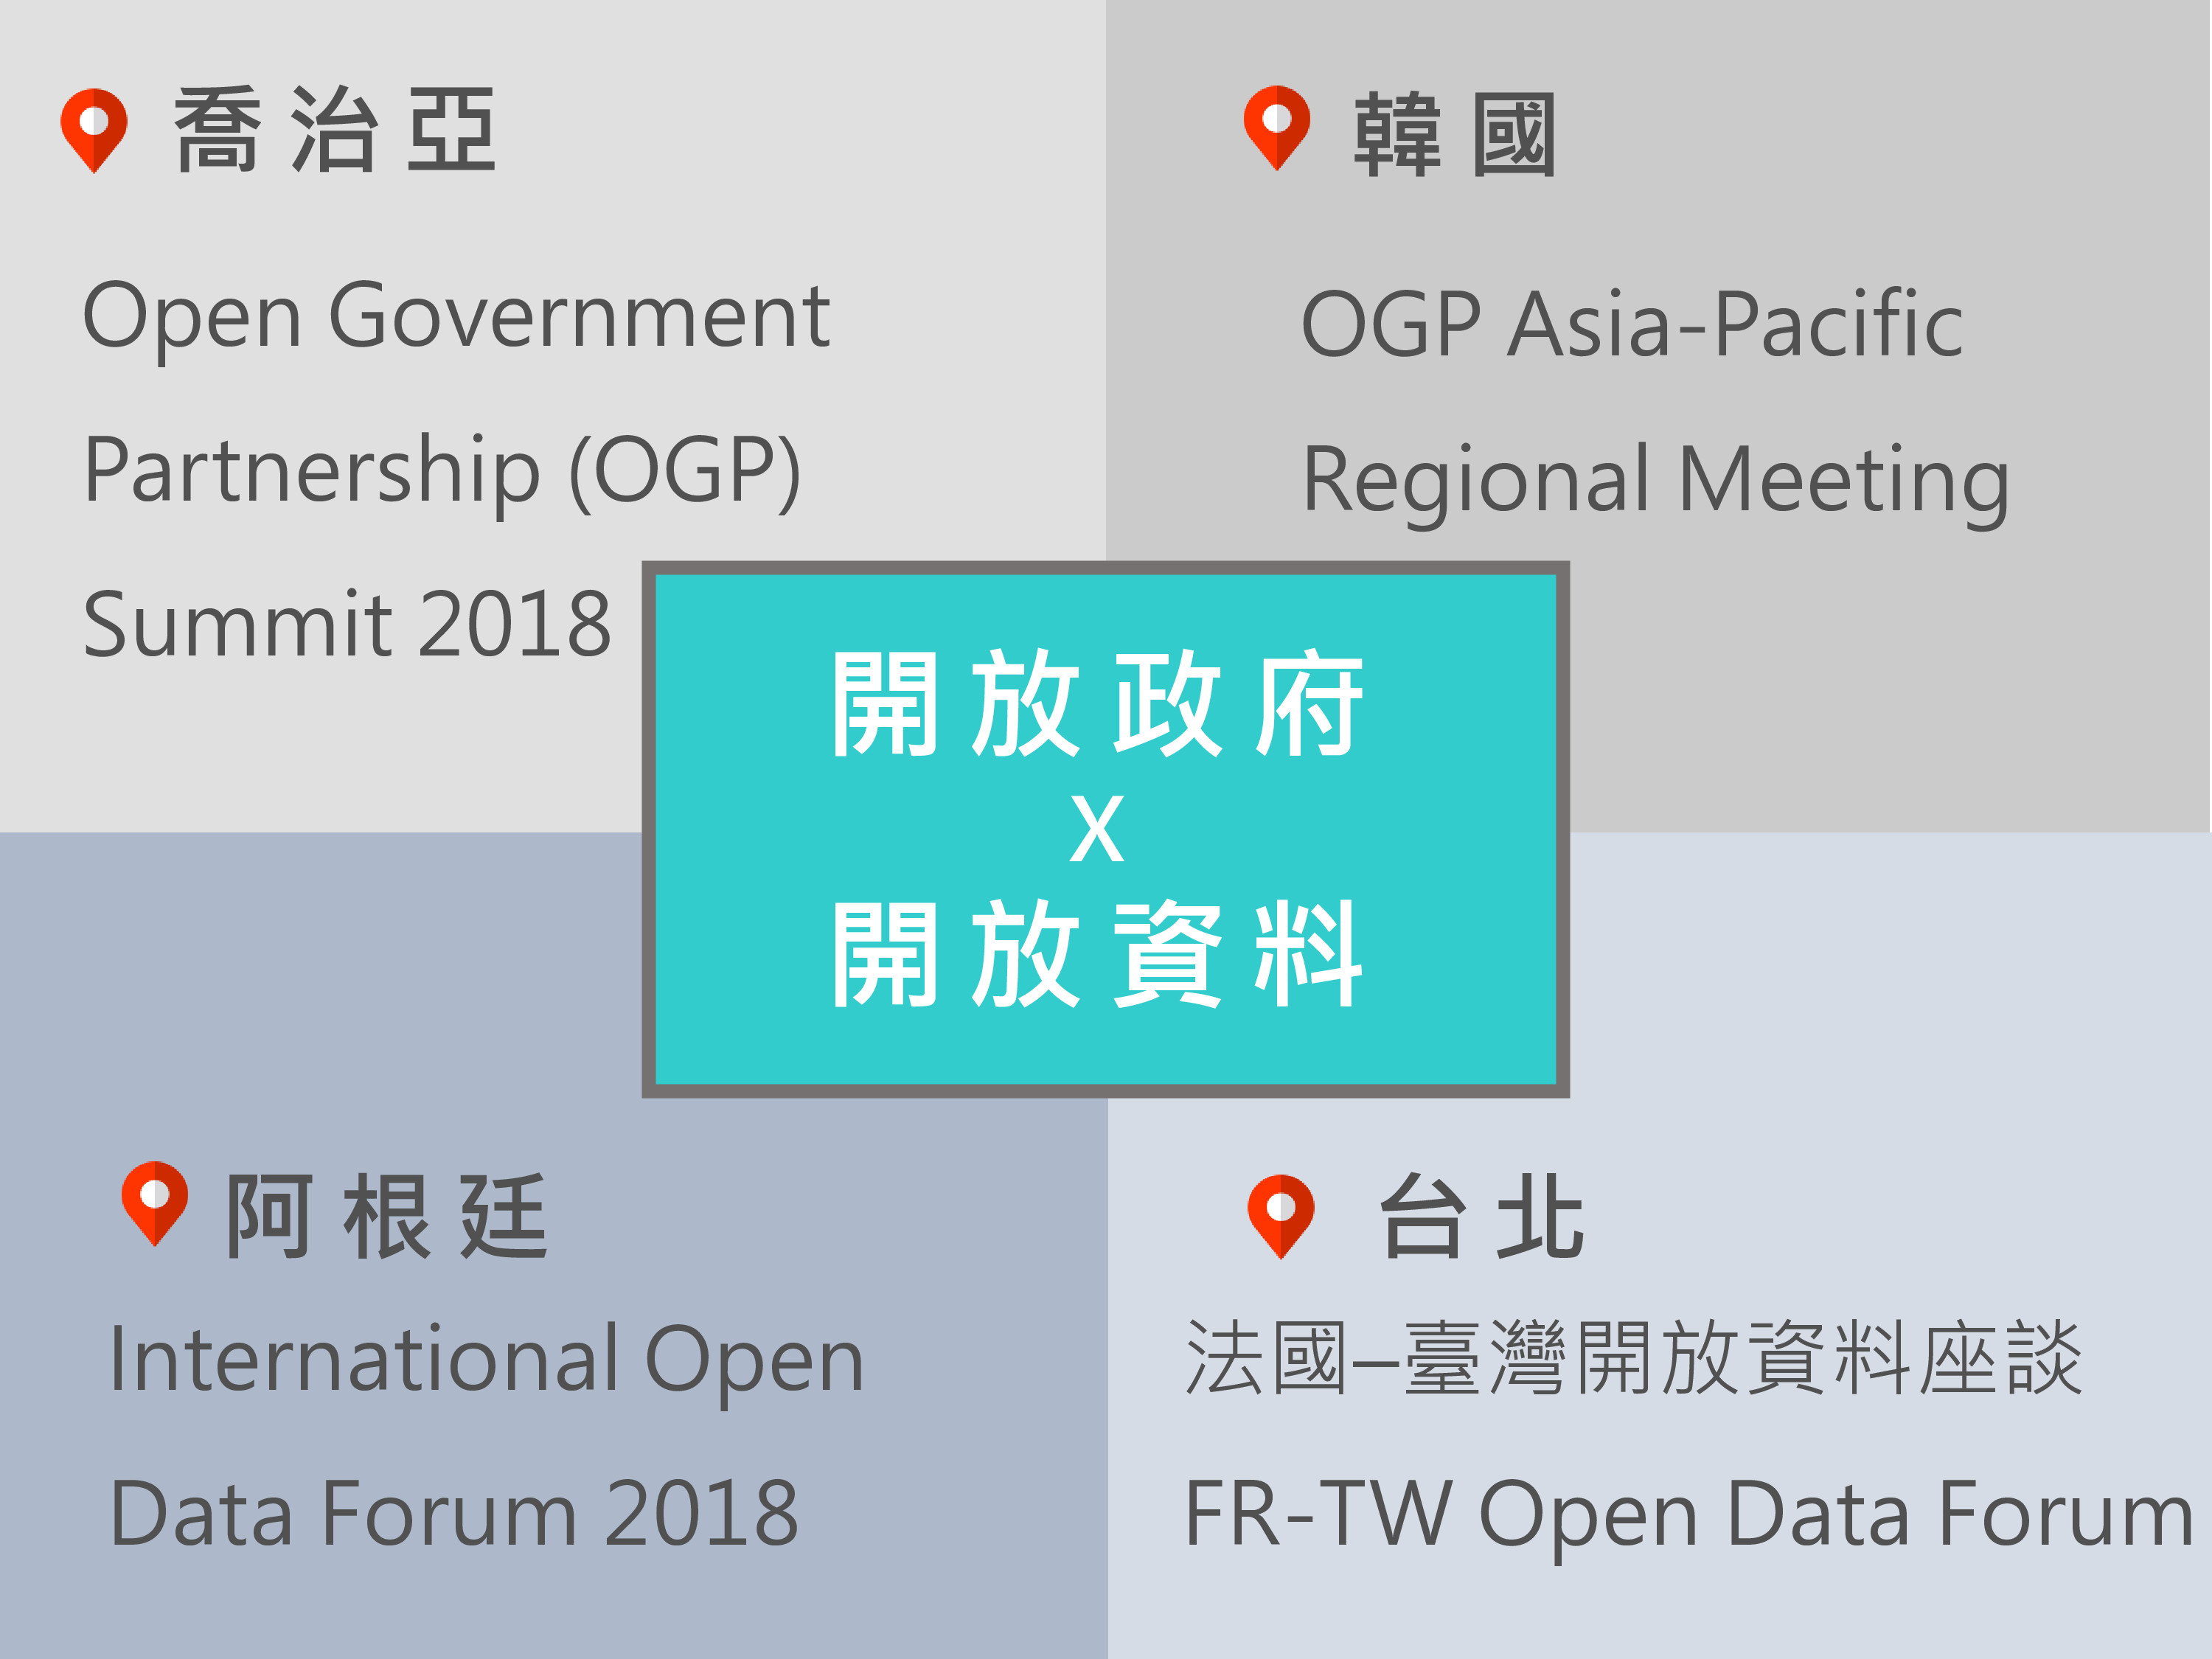 喬治亞
Open Government
Partnership (OGP)
Summit 2018
韓國
OGP Asia-Pacific
Regional Meeting
開放政府
X
開放資料
阿根廷
International Open
Data Forum 2018
台北
法國—臺灣開放資料座談
FR-TW Open Data Forum